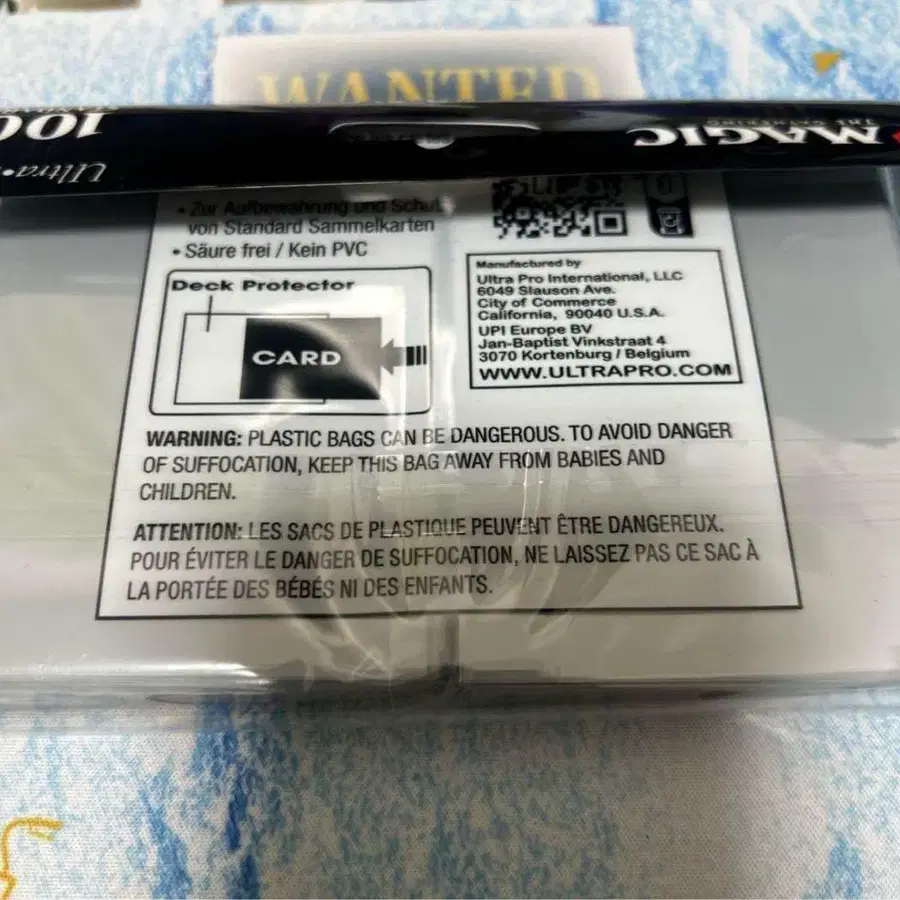 WANTED
100
MAGIC
THE GATHERING
Ultra
• Zur Aufbewahrung und Schut
von Standard Sammelkarten
• Säure frei / Kein PVC
Deck Protector
CARD
Manufactured by
Ultra Pro International, LLC
6049 Slauson Ave.
City of Commerce
California, 90040 U.S.A.
UPI Europe BV
Jan-Baptist Vinkstraat 4
3070 Kortenburg / Belgium
WWW.ULTRAPRO.COM
WARNING: PLASTIC BAGS CAN BE DANGEROUS. TO AVOID DANGER
OF SUFFOCATION, KEEP THIS BAG AWAY FROM BABIES AND
CHILDREN.
ATTENTION: LES SACS DE PLASTIQUE PEUVENT ÊTRE DANGEREUX.
POUR ÉVITER LE DANGER DE SUFFOCATION, NE LAISSEZ PAS CE SAC À
LA PORTÉE DES BÉBÉS NI DES ENFANTS.